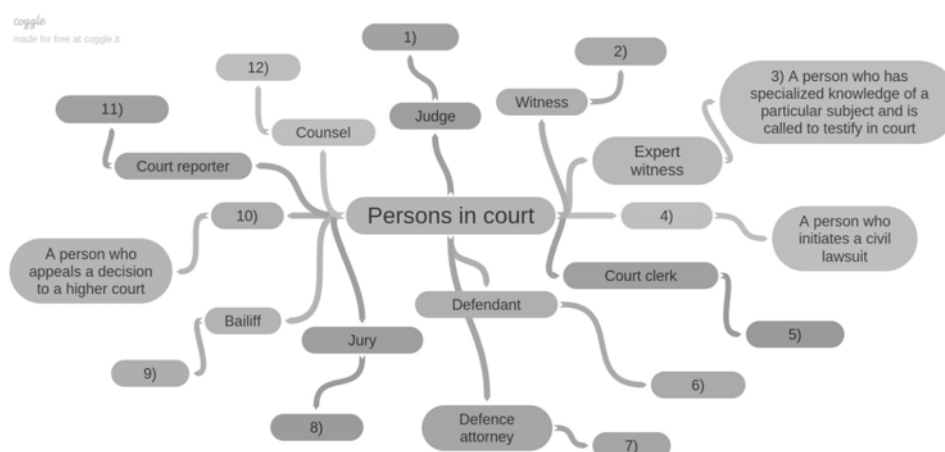 coggle
made for free at coggle.it
1)
2)
12)
3) A person who has
specialized knowledge of a
particular subject and is
called to testify in court
11)
Judge
Witness
Counsel
Court reporter
Expert
witness
10)
Persons in court
4)
A person who
initiates a civil
lawsuit
A person who
appeals a decision
to a higher court
Court clerk
Defendant
Bailiff
Jury
5)
9)
6)
8)
Defence
attorney
7)